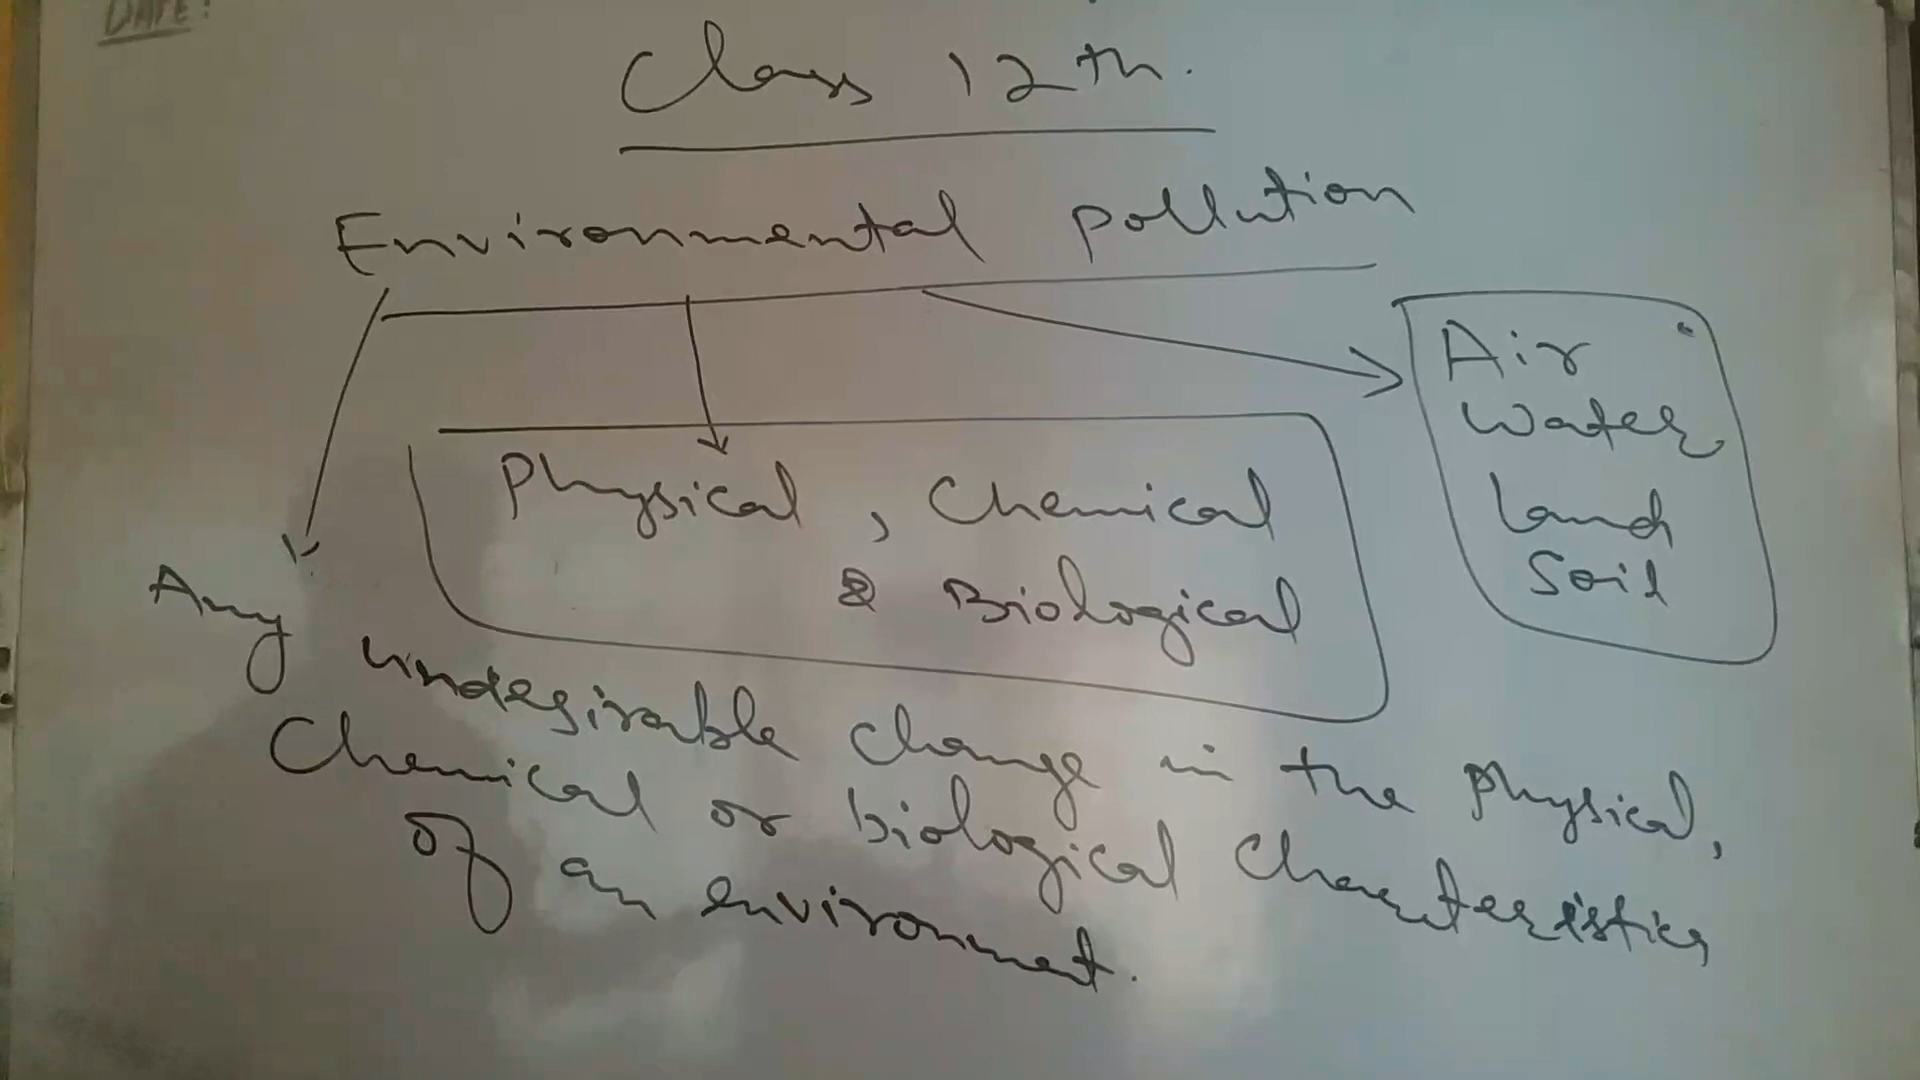 DATE:
Class 12th.
Environmental Pollution
Air
Water
Land
Soil
Physical, Chemical
& Biological
Any undesirable change in the physical,
Chemical or biological Characteristics
of an environment.